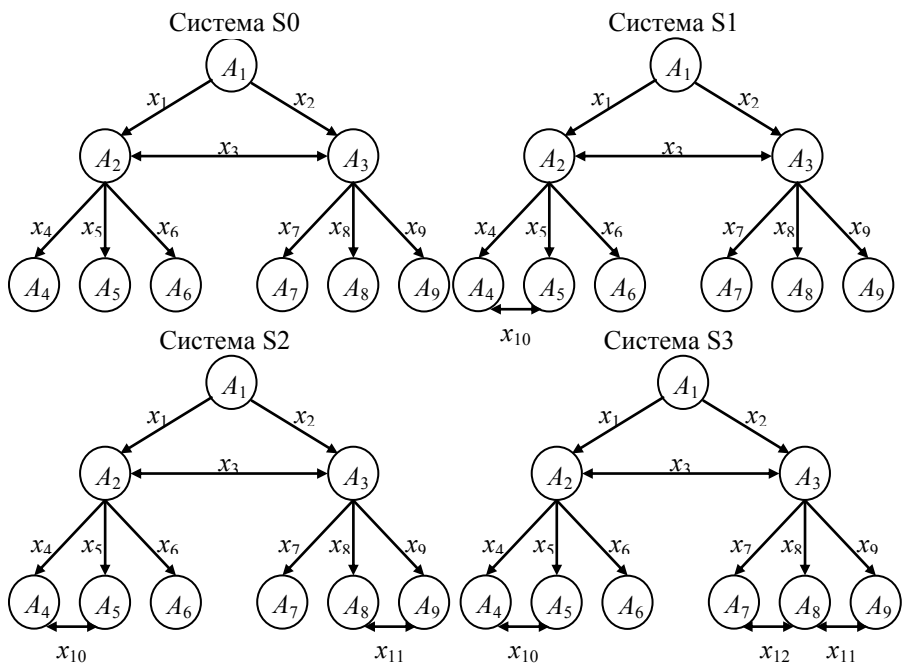 Система S0
Система S1
A1
A1
x1
x2
x1
x2
A2
x3
A3
A2
x3
A3
x4
x5
x6
x7
x8
x9
x4
x5
x6
x7
x8
x9
A4
A5
A6
A7
A8
A9
A4
A5
A6
A7
A8
A9
x10
Система S2
Система S3
A1
A1
x1
x2
x1
x2
A2
x3
A3
A2
x3
A3
x4
x5
x6
x7
x8
x9
x4
x5
x6
x7
x8
x9
A4
A5
A6
A7
A8
A9
A4
A5
A6
A7
A8
A9
x10
x11
x10
x12
x11